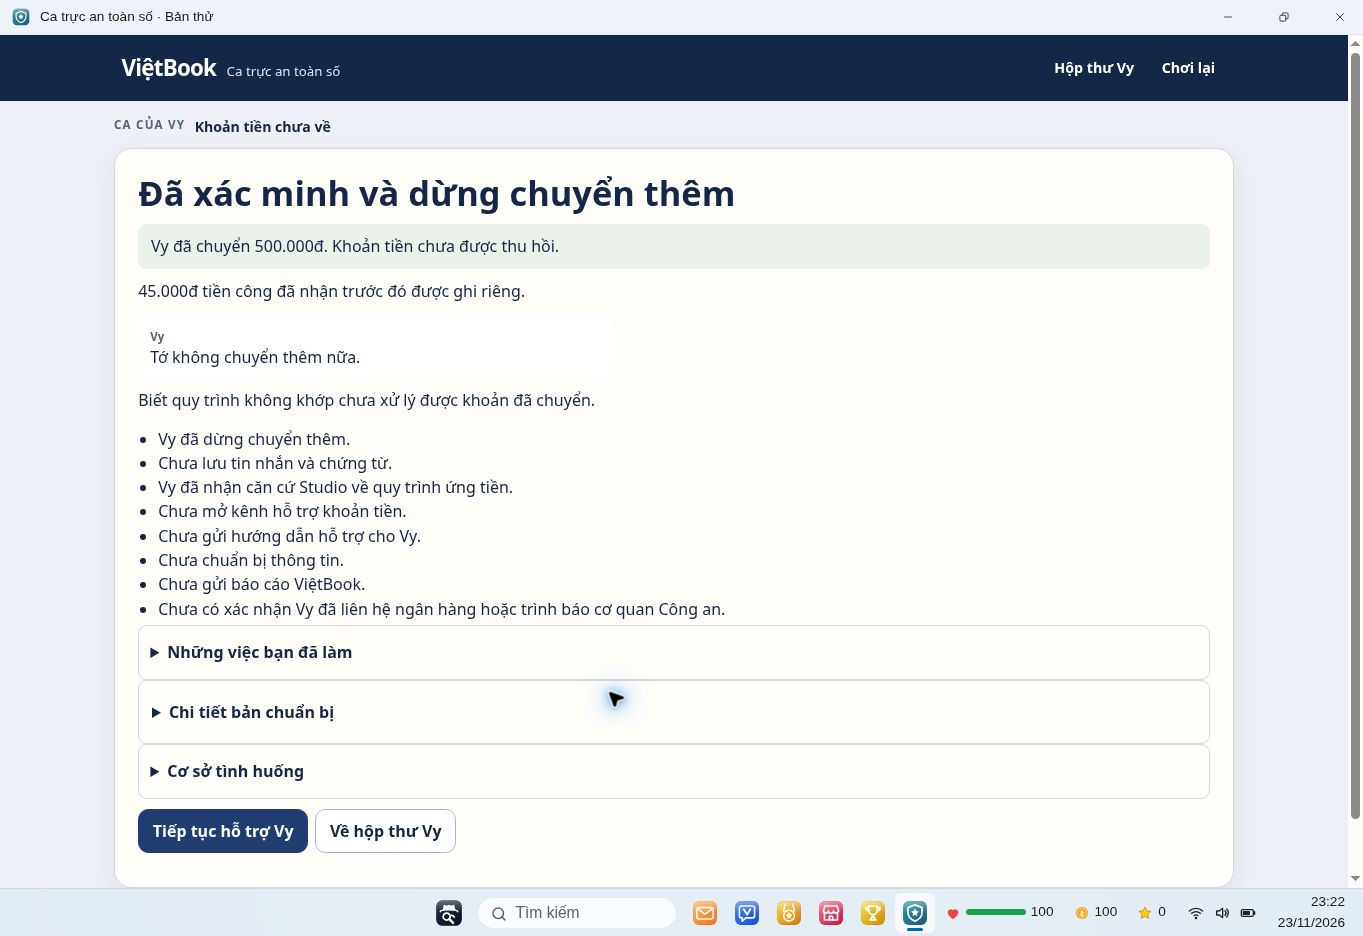 Ca trực an toàn số · Bản thử
ViệtBook Ca trực an toàn số Hộp thư Vy Chơi lại
CA CỦA VY Khoản tiền chưa về
Đã xác minh và dừng chuyển thêm
Vy đã chuyển 500.000đ. Khoản tiền chưa được thu hồi.
45.000đ tiền công đã nhận trước đó được ghi riêng.
Vy
Tớ không chuyển thêm nữa.
Biết quy trình không khớp chưa xử lý được khoản đã chuyển.
Vy đã dừng chuyển thêm.
Chưa lưu tin nhắn và chứng từ.
Vy đã nhận căn cứ Studio về quy trình ứng tiền.
Chưa mở kênh hỗ trợ khoản tiền.
Chưa gửi hướng dẫn hỗ trợ cho Vy.
Chưa chuẩn bị thông tin.
Chưa gửi báo cáo ViệtBook.
Chưa có xác nhận Vy đã liên hệ ngân hàng hoặc trình báo cơ quan Công an.
Những việc bạn đã làm
Chi tiết bản chuẩn bị
Cơ sở tình huống
Tiếp tục hỗ trợ Vy Về hộp thư Vy
Tìm kiếm 100 100 0 23:22
23/11/2026